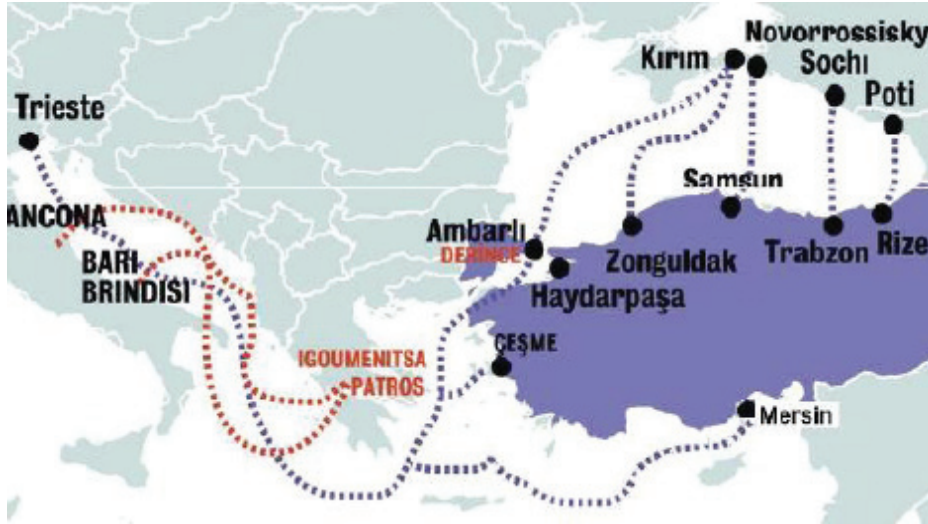 Novorrossisky
Kırım
Sochı
Poti
Trieste
Samsun
ANCONA
Ambarlı
DERINCE
BARI
BRINDISI
Zonguldak
Trabzon
Rize
Haydarpaşa
ÇEŞME
IGOUMENITSA
PATROS
Mersin